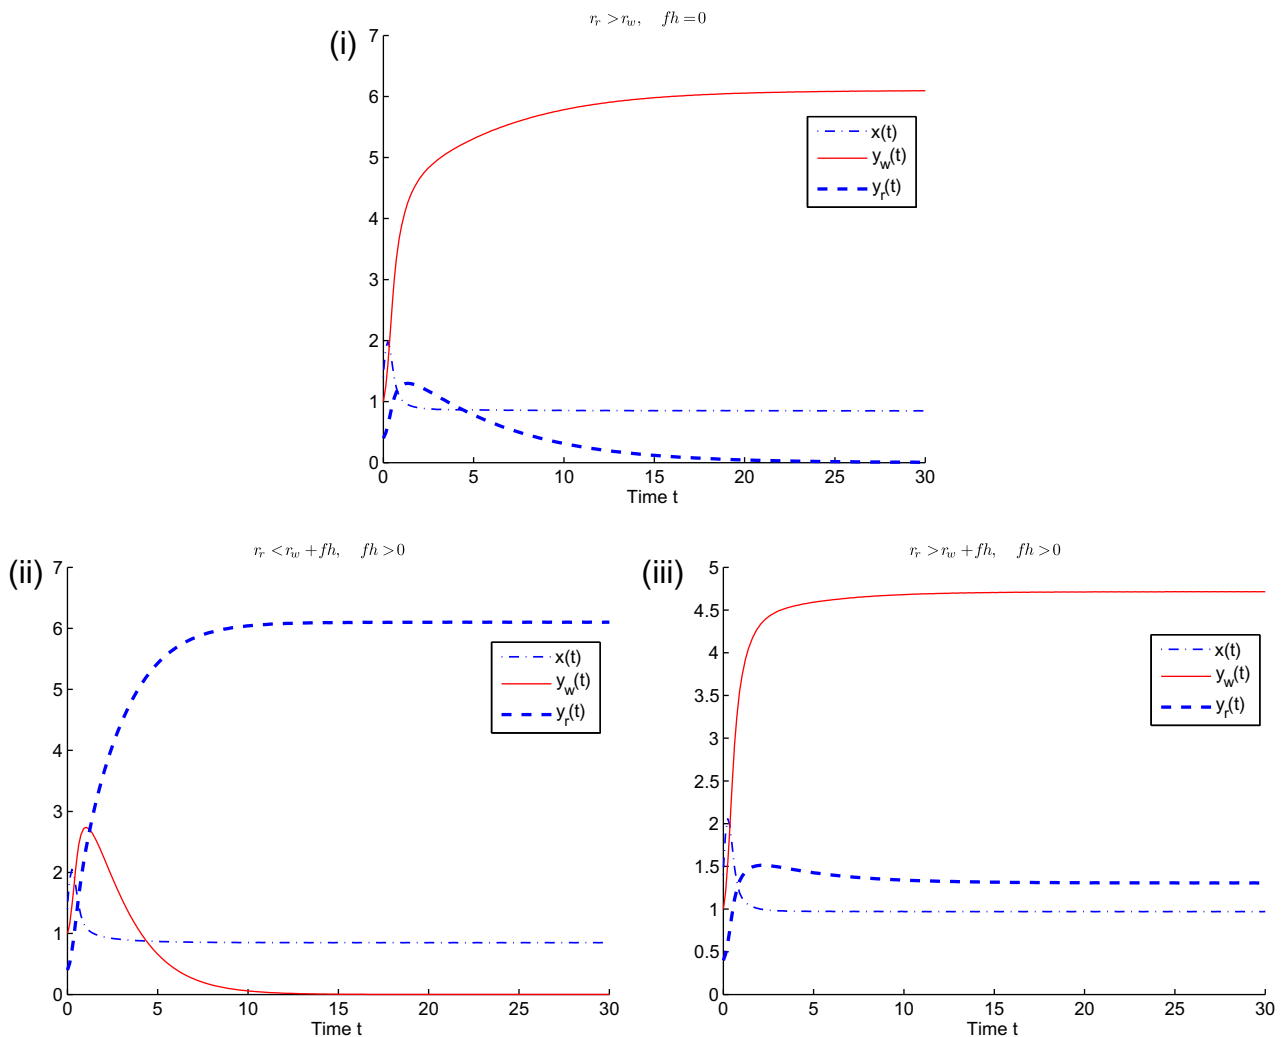 r_r > r_w, fh = 0
(i)
7
6
5
4
3
2
1
0
0 5 10 15 20 25 30
Time t
x(t)
y_w(t)
y_r(t)
r_r < r_w + fh, fh > 0
(ii)
7
6
5
4
3
2
1
0
0 5 10 15 20 25 30
Time t
x(t)
y_w(t)
y_r(t)
r_r > r_w + fh, fh > 0
(iii)
5
4.5
4
3.5
3
2.5
2
1.5
1
0.5
0
0 5 10 15 20 25 30
Time t
x(t)
y_w(t)
y_r(t)